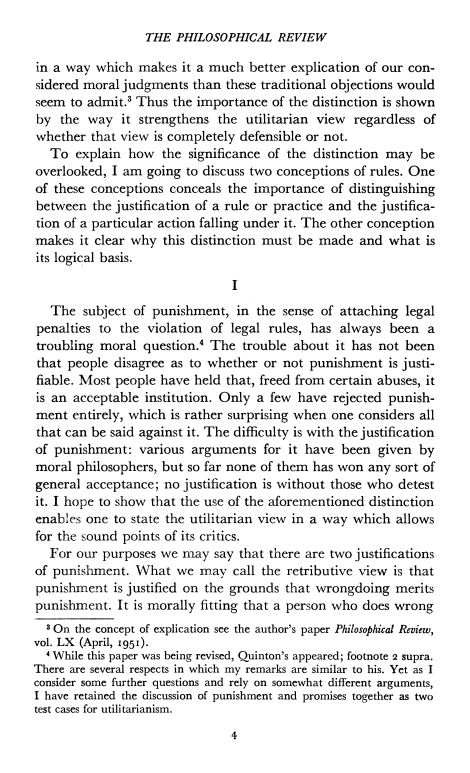 THE PHILOSOPHICAL REVIEW
in a way which makes it a much better explication of our con-
sidered moral judgments than these traditional objections would
seem to admit.³ Thus the importance of the distinction is shown
by the way it strengthens the utilitarian view regardless of
whether that view is completely defensible or not.
To explain how the significance of the distinction may be
overlooked, I am going to discuss two conceptions of rules. One
of these conceptions conceals the importance of distinguishing
between the justification of a rule or practice and the justifica-
tion of a particular action falling under it. The other conception
makes it clear why this distinction must be made and what is
its logical basis.
I
The subject of punishment, in the sense of attaching legal
penalties to the violation of legal rules, has always been a
troubling moral question.⁴ The trouble about it has not been
that people disagree as to whether or not punishment is justi-
fiable. Most people have held that, freed from certain abuses, it
is an acceptable institution. Only a few have rejected punish-
ment entirely, which is rather surprising when one considers all
that can be said against it. The difficulty is with the justification
of punishment: various arguments for it have been given by
moral philosophers, but so far none of them has won any sort of
general acceptance; no justification is without those who detest
it. I hope to show that the use of the aforementioned distinction
enables one to state the utilitarian view in a way which allows
for the sound points of its critics.
For our purposes we may say that there are two justifications
of punishment. What we may call the retributive view is that
punishment is justified on the grounds that wrongdoing merits
punishment. It is morally fitting that a person who does wrong
³ On the concept of explication see the author's paper Philosophical Review,
vol. LX (April, 1951).
⁴ While this paper was being revised, Quinton's appeared; footnote 2 supra.
There are several respects in which my remarks are similar to his. Yet as I
consider some further questions and rely on somewhat different arguments,
I have retained the discussion of punishment and promises together as two
test cases for utilitarianism.
4